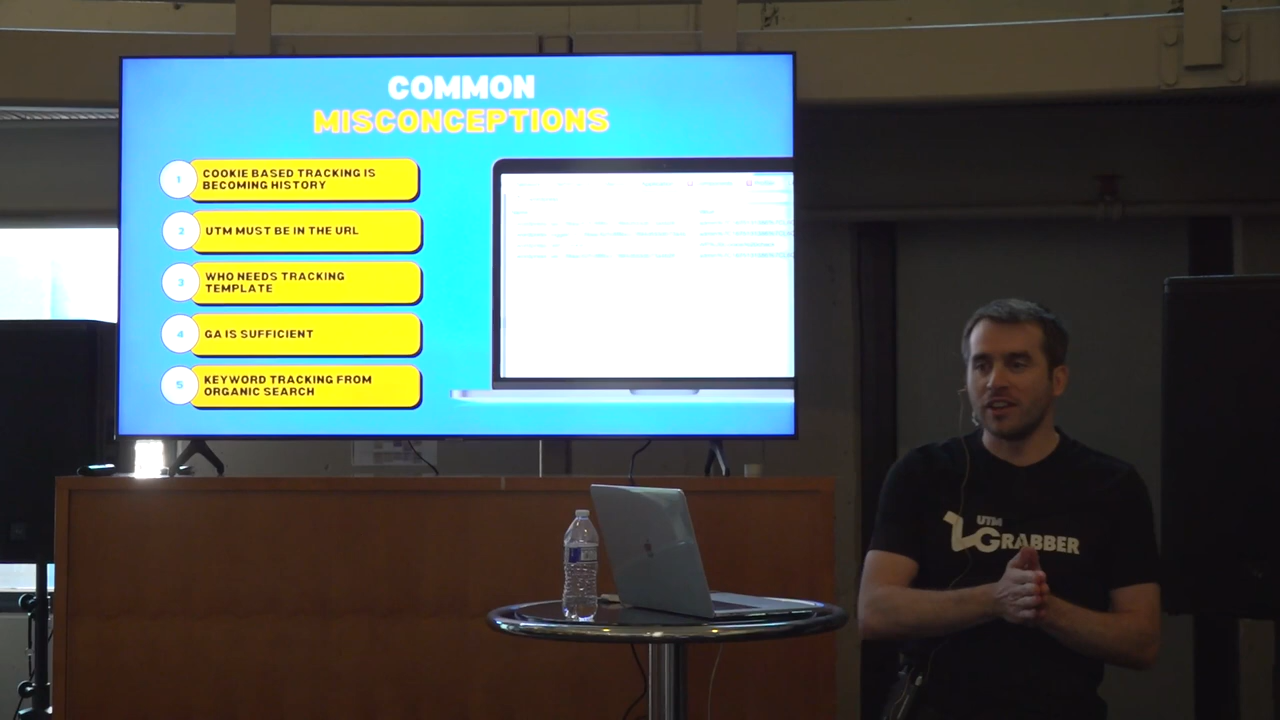 COMMON
MISCONCEPTIONS
1
COOKIE BASED TRACKING IS
BECOMING HISTORY
2
UTM MUST BE IN THE URL
3
WHO NEEDS TRACKING
TEMPLATE
4
GA IS SUFFICIENT
5
KEYWORD TRACKING FROM
ORGANIC SEARCH
UTM
GRABBER